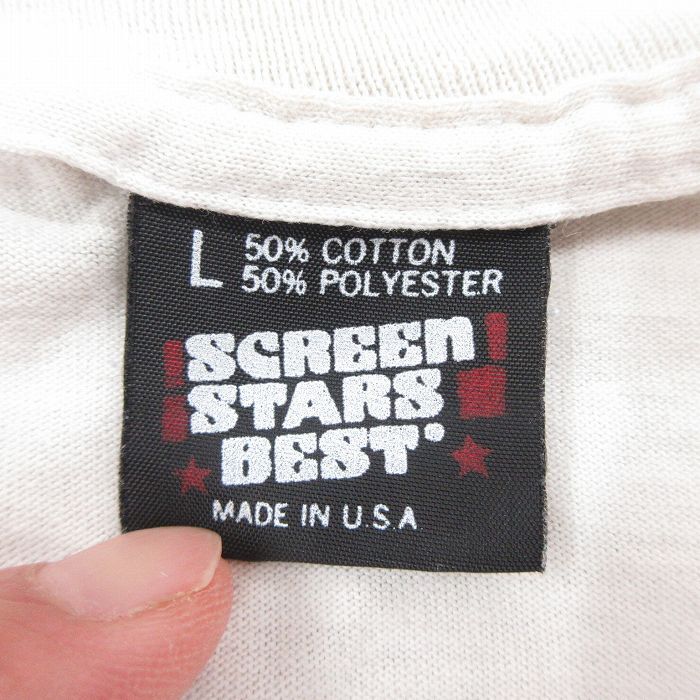 L 50% COTTON
50% POLYESTER
SCREEN
STARS
BEST
MADE IN U.S.A.